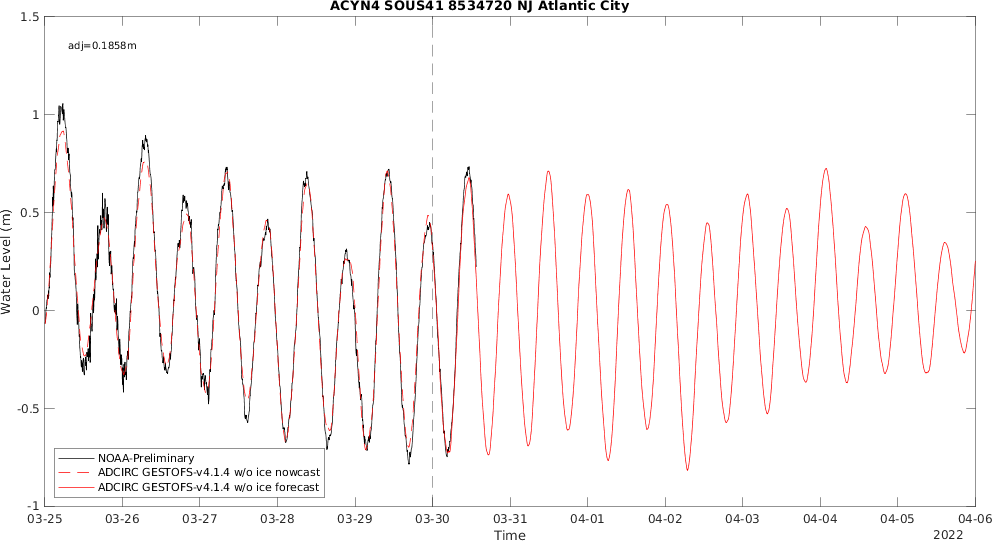 ACYN4 SOUS41 8534720 NJ Atlantic City
adj=0.1858m
1.5
1
0.5
0
-0.5
-1
Water Level (m)
NOAA-Preliminary
ADCIRC GESTOFS-v4.1.4 w/o ice nowcast
ADCIRC GESTOFS-v4.1.4 w/o ice forecast
03-25 03-26 03-27 03-28 03-29 03-30 03-31 04-01 04-02 04-03 04-04 04-05 04-06
Time
2022